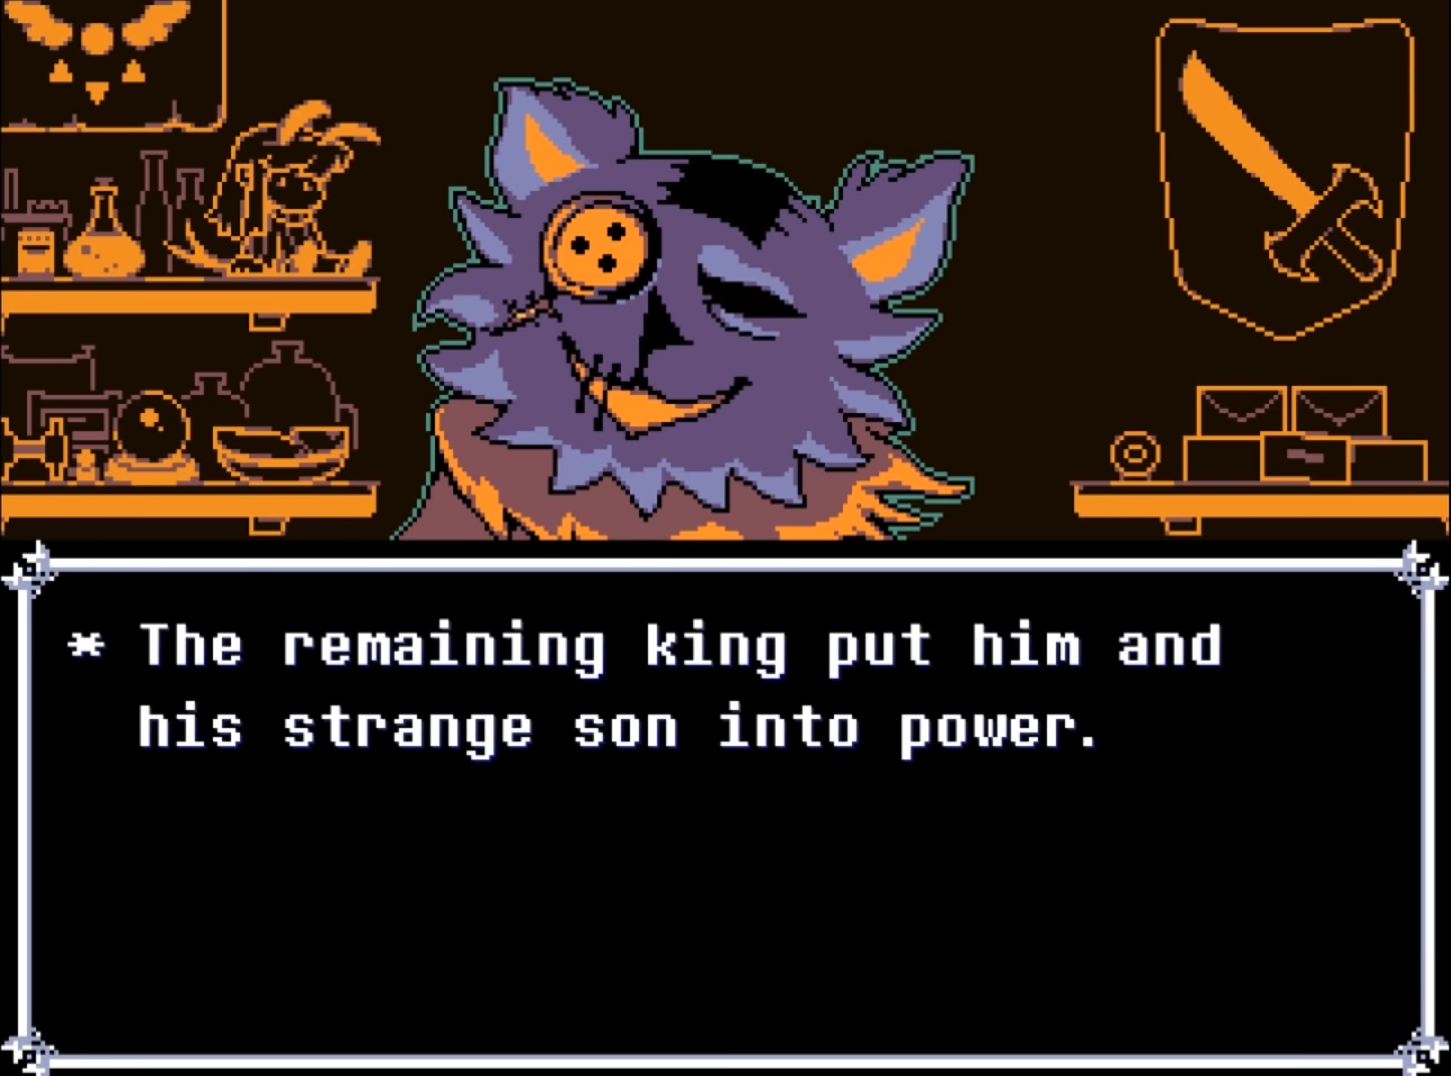 * The remaining king put him and
his strange son into power.